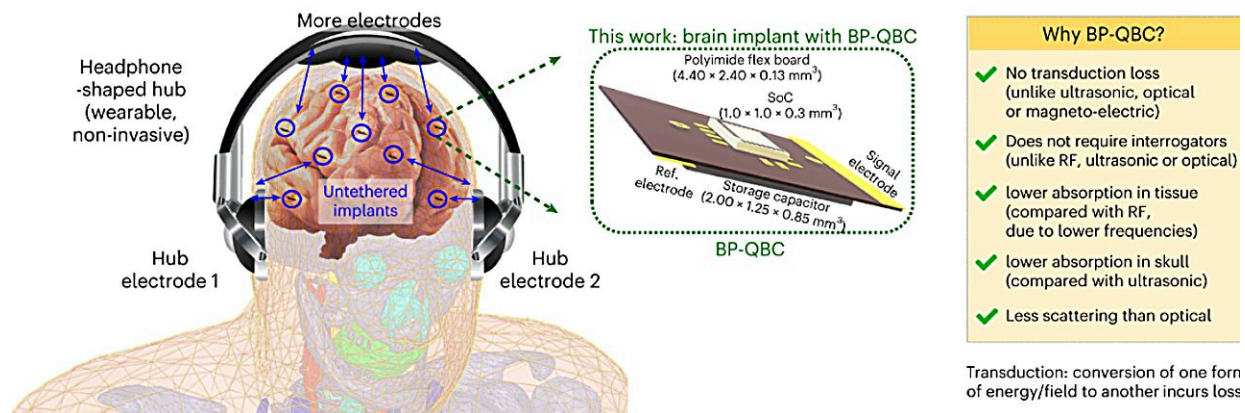 More electrodes
Headphone
-shaped hub
(wearable,
non-invasive)
Untethered
implants
Hub
electrode 1
Hub
electrode 2
This work: brain implant with BP-QBC
Polyimide flex board
(4.40 × 2.40 × 0.13 mm³)
SoC
(1.0 × 1.0 × 0.3 mm³)
Signal
electrode
Ref.
electrode
Storage capacitor
(2.00 × 1.25 × 0.85 mm³)
BP-QBC
Why BP-QBC?
No transduction loss
(unlike ultrasonic, optical
or magneto-electric)
Does not require interrogators
(unlike RF, ultrasonic or optical)
lower absorption in tissue
(compared with RF,
due to lower frequencies)
lower absorption in skull
(compared with ultrasonic)
Less scattering than optical
Transduction: conversion of one form
of energy/field to another incurs loss